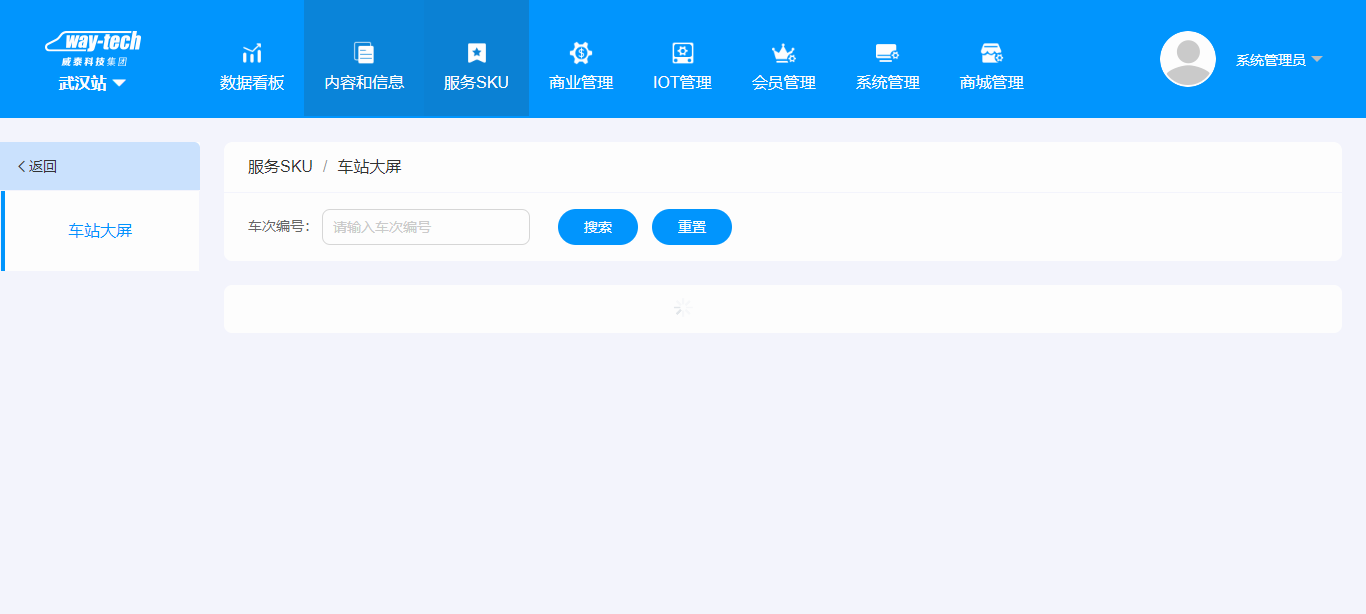 way-tech
威泰科技集团
武汉站
数据看板
内容和信息
服务SKU
商业管理
IOT管理
会员管理
系统管理
商城管理
系统管理员
返回
车站大屏
服务SKU / 车站大屏
车次编号： 请输入车次编号 搜索 重置